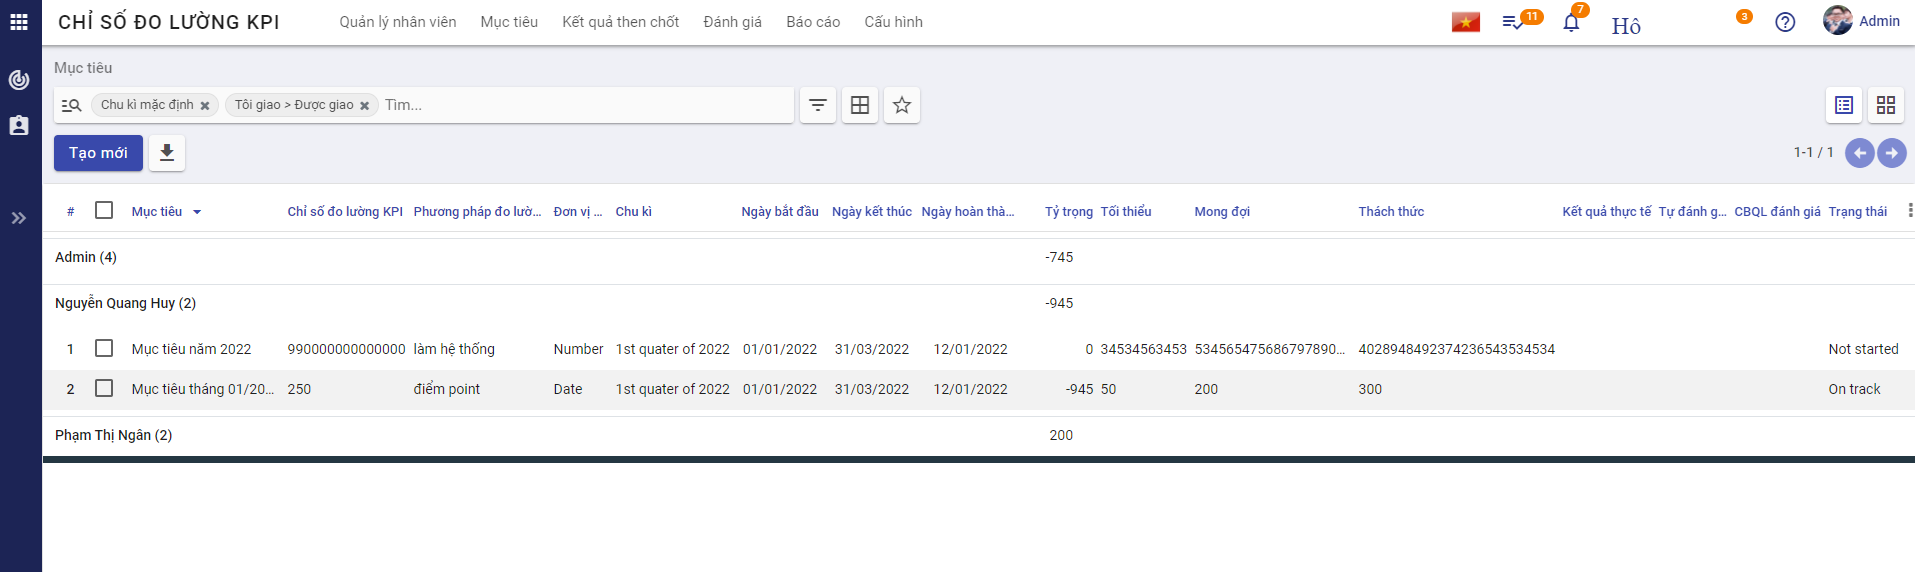 CHỈ SỐ ĐO LƯỜNG KPI Quản lý nhân viên Mục tiêu Kết quả then chốt Đánh giá Báo cáo Cấu hình 11 7 Hô 3 Admin
Mục tiêu
Chu kì mặc định Tôi giao > Được giao Tìm...
Tạo mới 1-1 / 1
# Mục tiêu Chỉ số đo lường KPI Phương pháp đo lườ... Đơn vị ... Chu kì Ngày bắt đầu Ngày kết thúc Ngày hoàn thà... Tỷ trọng Tối thiểu Mong đợi Thách thức Kết quả thực tế Tự đánh g... CBQL đánh giá Trạng thái
Admin (4) -745
Nguyễn Quang Huy (2) -945
1 Mục tiêu năm 2022 990000000000000 làm hệ thống Number 1st quater of 2022 01/01/2022 31/03/2022 12/01/2022 0 34534563453 534565475686797890... 4028948492374236543534534 Not started
2 Mục tiêu tháng 01/20... 250 điểm point Date 1st quater of 2022 01/01/2022 31/03/2022 12/01/2022 -945 50 200 300 On track
Phạm Thị Ngân (2) 200